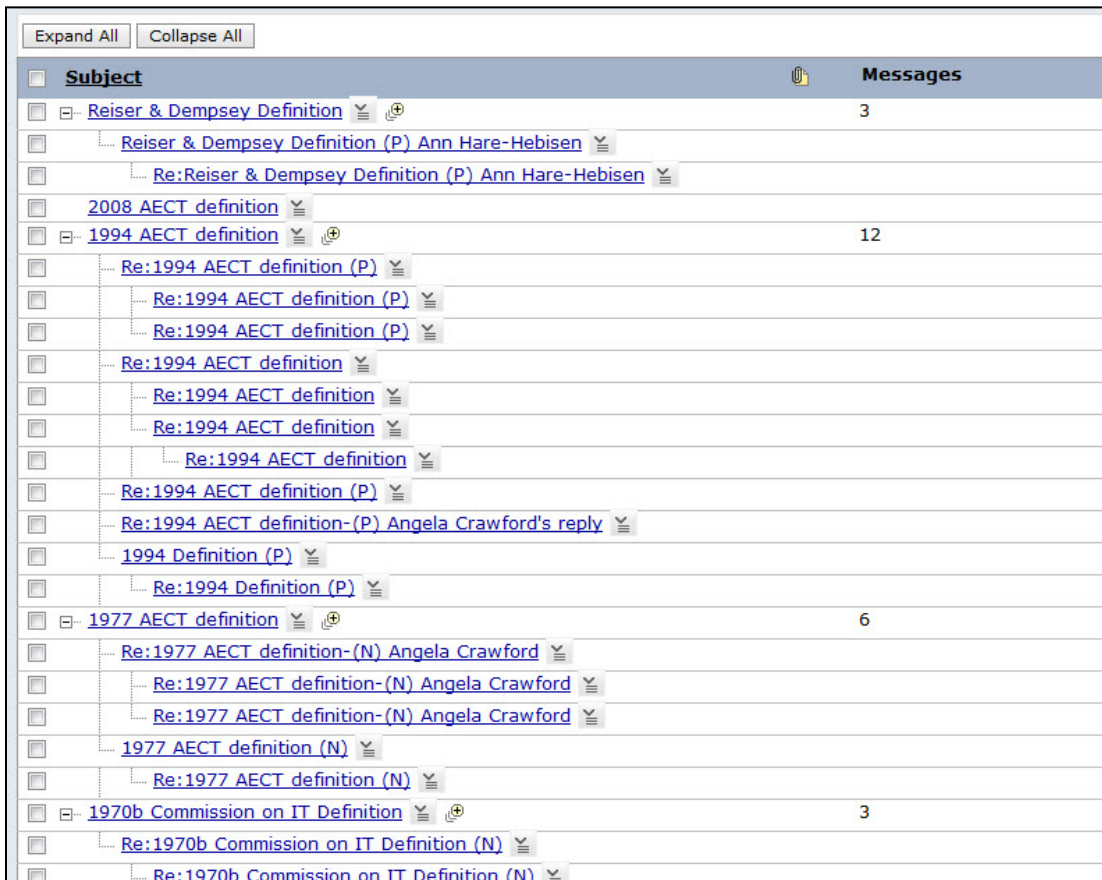 Expand All Collapse All
Subject Messages
Reiser & Dempsey Definition 3
Reiser & Dempsey Definition (P) Ann Hare-Hebisen
Re:Reiser & Dempsey Definition (P) Ann Hare-Hebisen
2008 AECT definition
1994 AECT definition 12
Re:1994 AECT definition (P)
Re:1994 AECT definition (P)
Re:1994 AECT definition (P)
Re:1994 AECT definition
Re:1994 AECT definition
Re:1994 AECT definition
Re:1994 AECT definition
Re:1994 AECT definition (P)
Re:1994 AECT definition-(P) Angela Crawford's reply
1994 Definition (P)
Re:1994 Definition (P)
1977 AECT definition 6
Re:1977 AECT definition-(N) Angela Crawford
Re:1977 AECT definition-(N) Angela Crawford
Re:1977 AECT definition-(N) Angela Crawford
1977 AECT definition (N)
Re:1977 AECT definition (N)
1970b Commission on IT Definition 3
Re:1970b Commission on IT Definition (N)
Re:1970b Commission on IT Definition (N)